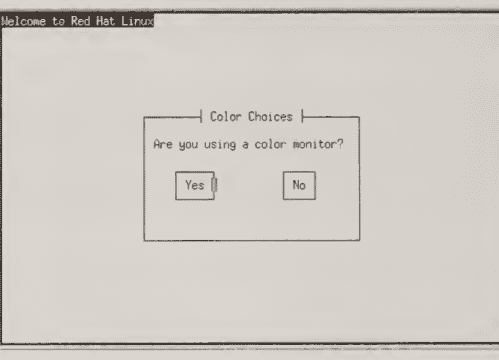 Welcome to Red Hat Linux
Color Choices
Are you using a color monitor?
Yes
No